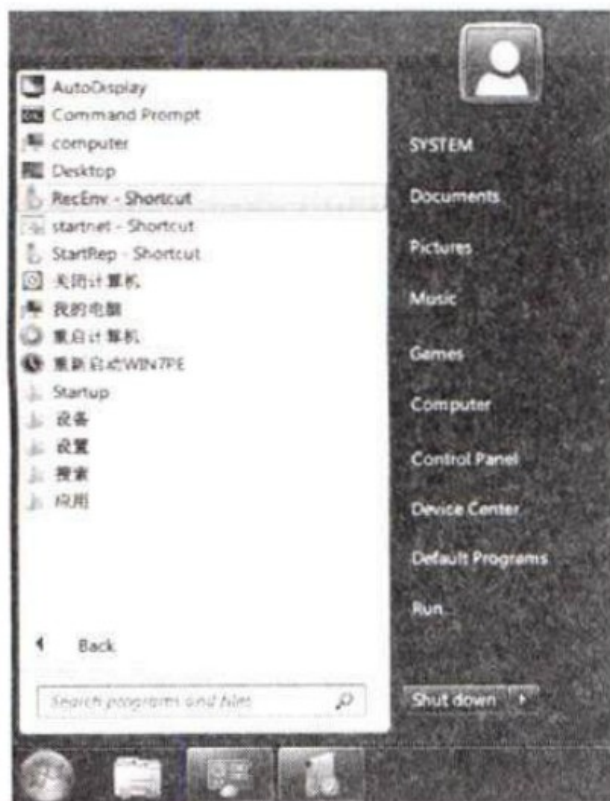 AutoDisplay
Command Prompt
computer
Desktop
RecEnv - Shortcut
startnet - Shortcut
StartRep - Shortcut
关闭计算机
我的电脑
重启计算机
重新启动WIN7PE
Startup
设备
设置
搜索
应用
Back
Search programs and files
SYSTEM
Documents
Pictures
Music
Games
Computer
Control Panel
Device Center
Default Programs
Run...
Shut down